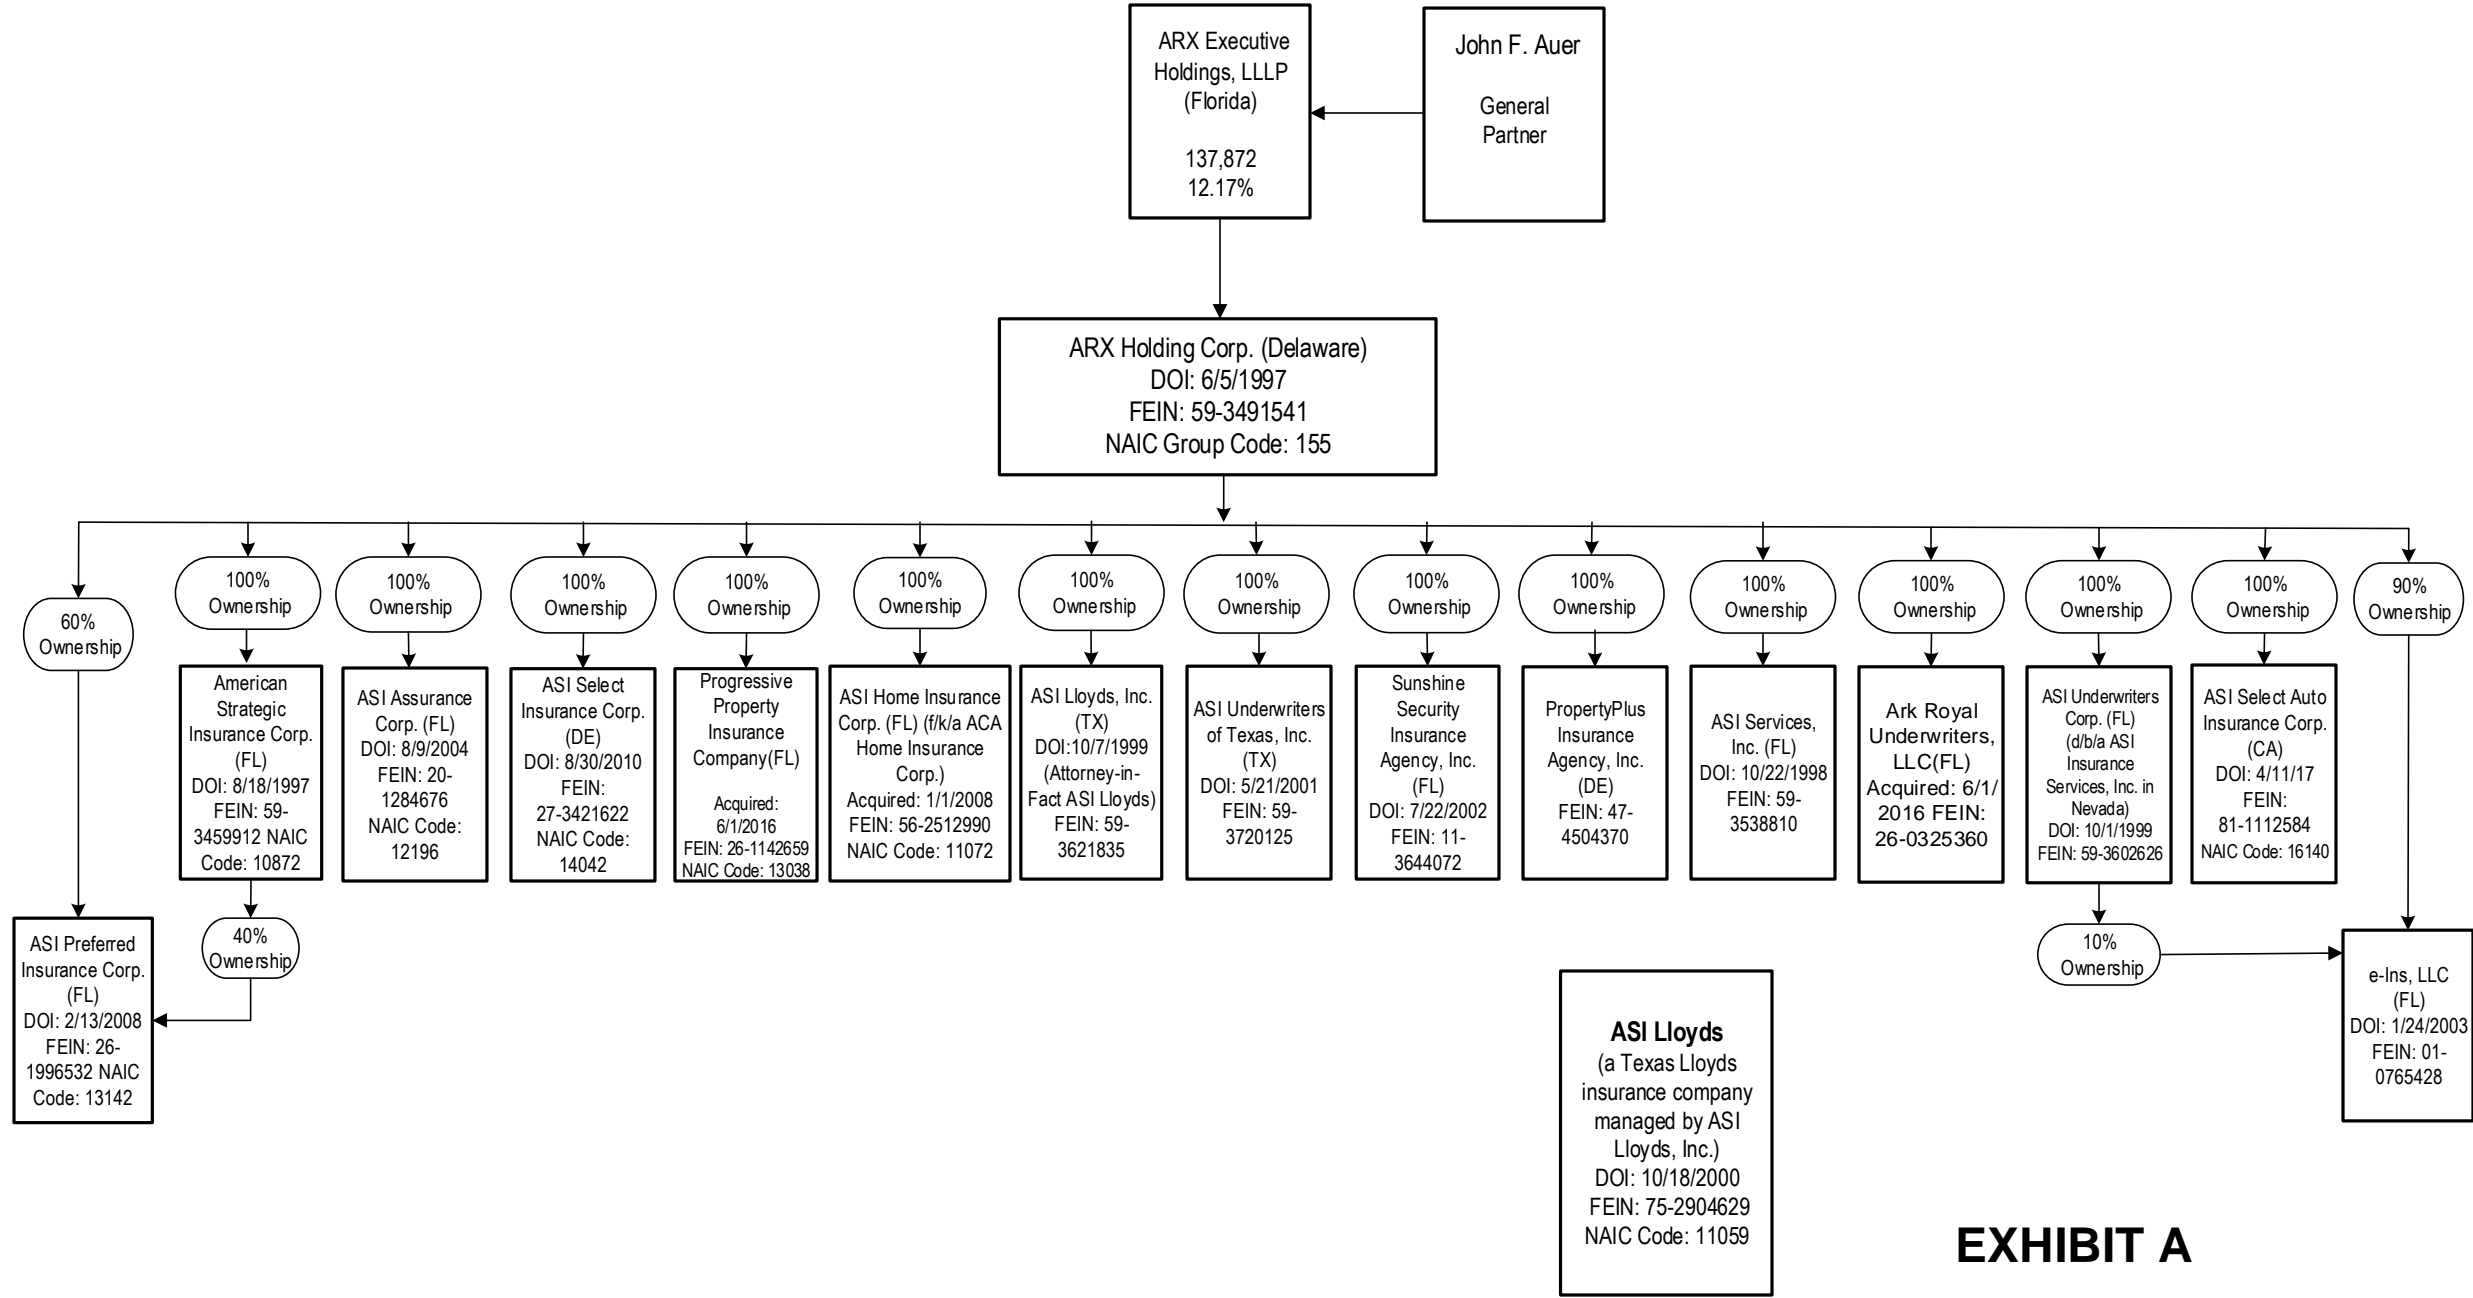 ARX Executive
Holdings, LLLP
(Florida)
137,872
12.17%
John F. Auer
General
Partner
ARX Holding Corp. (Delaware)
DOI: 6/5/1997
FEIN: 59-3491541
NAIC Group Code: 155
60%
Ownership
100%
Ownership
100%
Ownership
100%
Ownership
100%
Ownership
100%
Ownership
100%
Ownership
100%
Ownership
100%
Ownership
100%
Ownership
100%
Ownership
100%
Ownership
100%
Ownership
100%
Ownership
90%
Ownership
American
Strategic
Insurance Corp.
(FL)
DOI: 8/18/1997
FEIN: 59-
3459912 NAIC
Code: 10872
ASI Assurance
Corp. (FL)
DOI: 8/9/2004
FEIN: 20-
1284676
NAIC Code:
12196
ASI Select
Insurance Corp.
(DE)
DOI: 8/30/2010
FEIN:
27-3421622
NAIC Code:
14042
Progressive
Property
Insurance
Company(FL)
Acquired:
6/1/2016
FEIN: 26-1142659
NAIC Code: 13038
ASI Home Insurance
Corp. (FL) (f/k/a ACA
Home Insurance
Corp.)
Acquired: 1/1/2008
FEIN: 56-2512990
NAIC Code: 11072
ASI Lloyds, Inc.
(TX)
DOI:10/7/1999
(Attorney-in-
Fact ASI Lloyds)
FEIN: 59-
3621835
ASI Underwriters
of Texas, Inc.
(TX)
DOI: 5/21/2001
FEIN: 59-
3720125
Sunshine
Security
Insurance
Agency, Inc.
(FL)
DOI: 7/22/2002
FEIN: 11-
3644072
PropertyPlus
Insurance
Agency, Inc.
(DE)
FEIN: 47-
4504370
ASI Services,
Inc. (FL)
DOI: 10/22/1998
FEIN: 59-
3538810
Ark Royal
Underwriters,
LLC(FL)
Acquired: 6/1/
2016 FEIN:
26-0325360
ASI Underwriters
Corp. (FL)
(d/b/a ASI
Insurance
Services, Inc. in
Nevada)
DOI: 10/1/1999
FEIN: 59-3602626
ASI Select Auto
Insurance Corp.
(CA)
DOI: 4/11/17
FEIN:
81-1112584
NAIC Code: 16140
ASI Preferred
Insurance Corp.
(FL)
DOI: 2/13/2008
FEIN: 26-
1996532 NAIC
Code: 13142
40%
Ownership
10%
Ownership
e-Ins, LLC
(FL)
DOI: 1/24/2003
FEIN: 01-
0765428
ASI Lloyds
(a Texas Lloyds
insurance company
managed by ASI
Lloyds, Inc.)
DOI: 10/18/2000
FEIN: 75-2904629
NAIC Code: 11059
EXHIBIT A